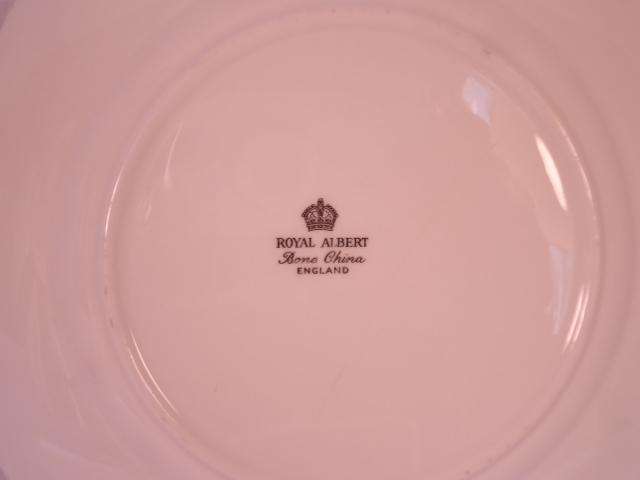 ROYAL ALBERT
Bone China
ENGLAND